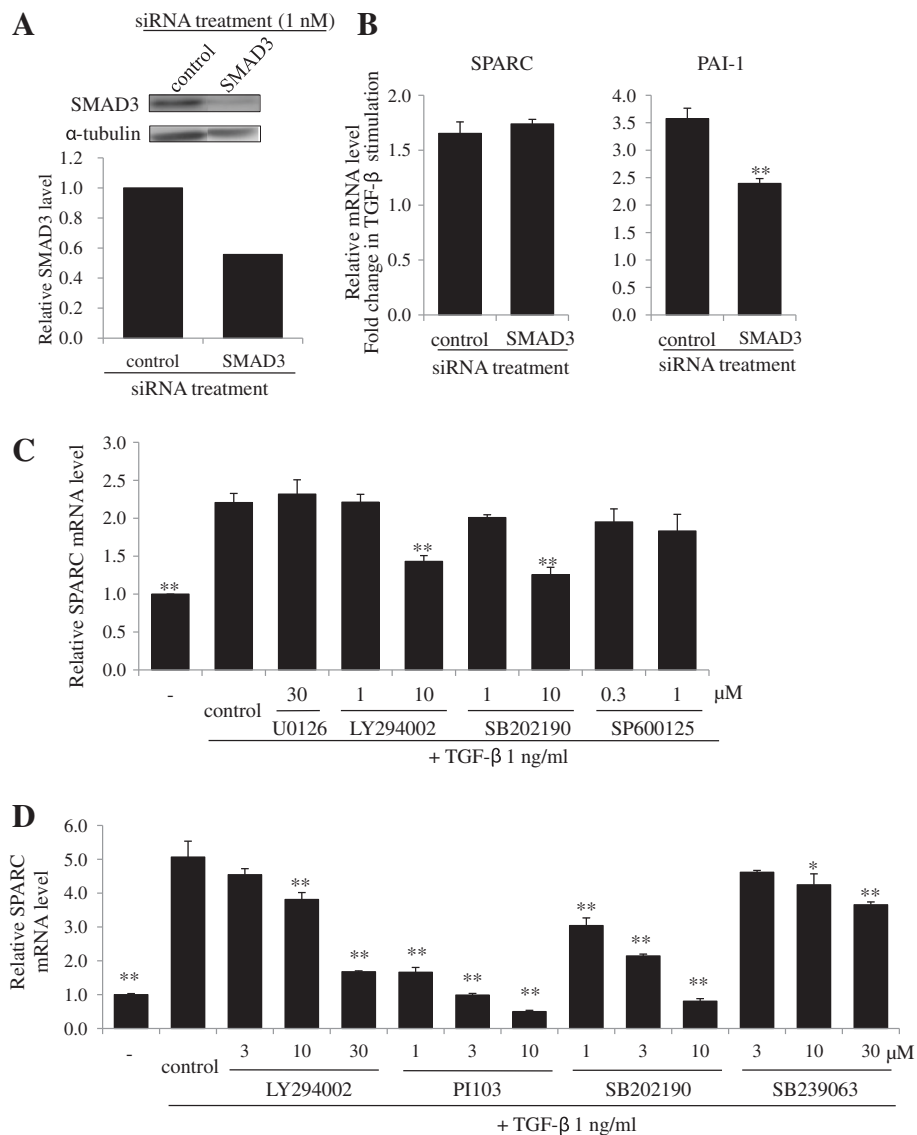 A
siRNA treatment (1 nM)
control
SMAD3
SMAD3
α-tubulin
Relative SMAD3 level
1.2
1.0
0.8
0.6
0.4
0.2
0.0
control
SMAD3
siRNA treatment
B
Relative mRNA level
Fold change in TGF-β stimulation
SPARC
2.0
1.5
1.0
0.5
0.0
control
SMAD3
siRNA treatment
PAI-1
4.0
3.5
3.0
2.5
2.0
1.5
1.0
0.5
0.0
**
control
SMAD3
siRNA treatment
C
Relative SPARC mRNA level
3.0
2.5
2.0
1.5
1.0
0.5
0.0
** ** **
- control 30 1 10 1 10 0.3 1 μM
U0126 LY294002 SB202190 SP600125
+ TGF-β 1 ng/ml
D
Relative SPARC
mRNA level
6.0
5.0
4.0
3.0
2.0
1.0
0.0
** ** ** ** ** ** ** ** ** * **
- control 3 10 30 1 3 10 1 3 10 3 10 30 μM
LY294002 PI103 SB202190 SB239063
+ TGF-β 1 ng/ml